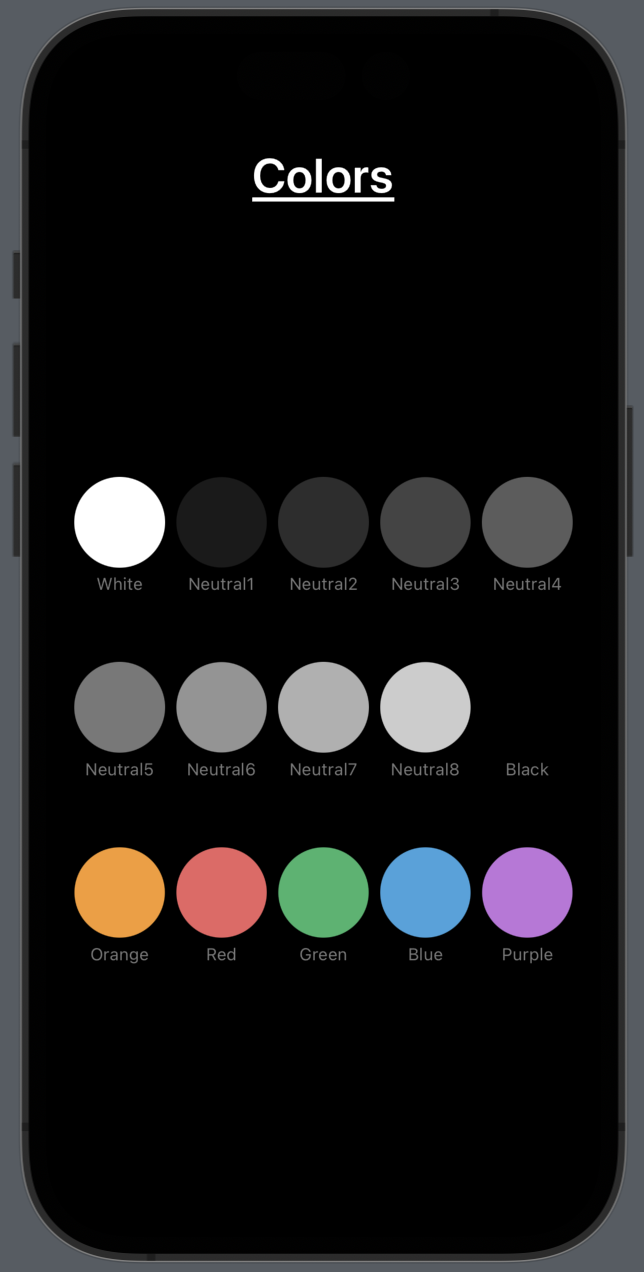 Colors
White Neutral1 Neutral2 Neutral3 Neutral4
Neutral5 Neutral6 Neutral7 Neutral8 Black
Orange Red Green Blue Purple